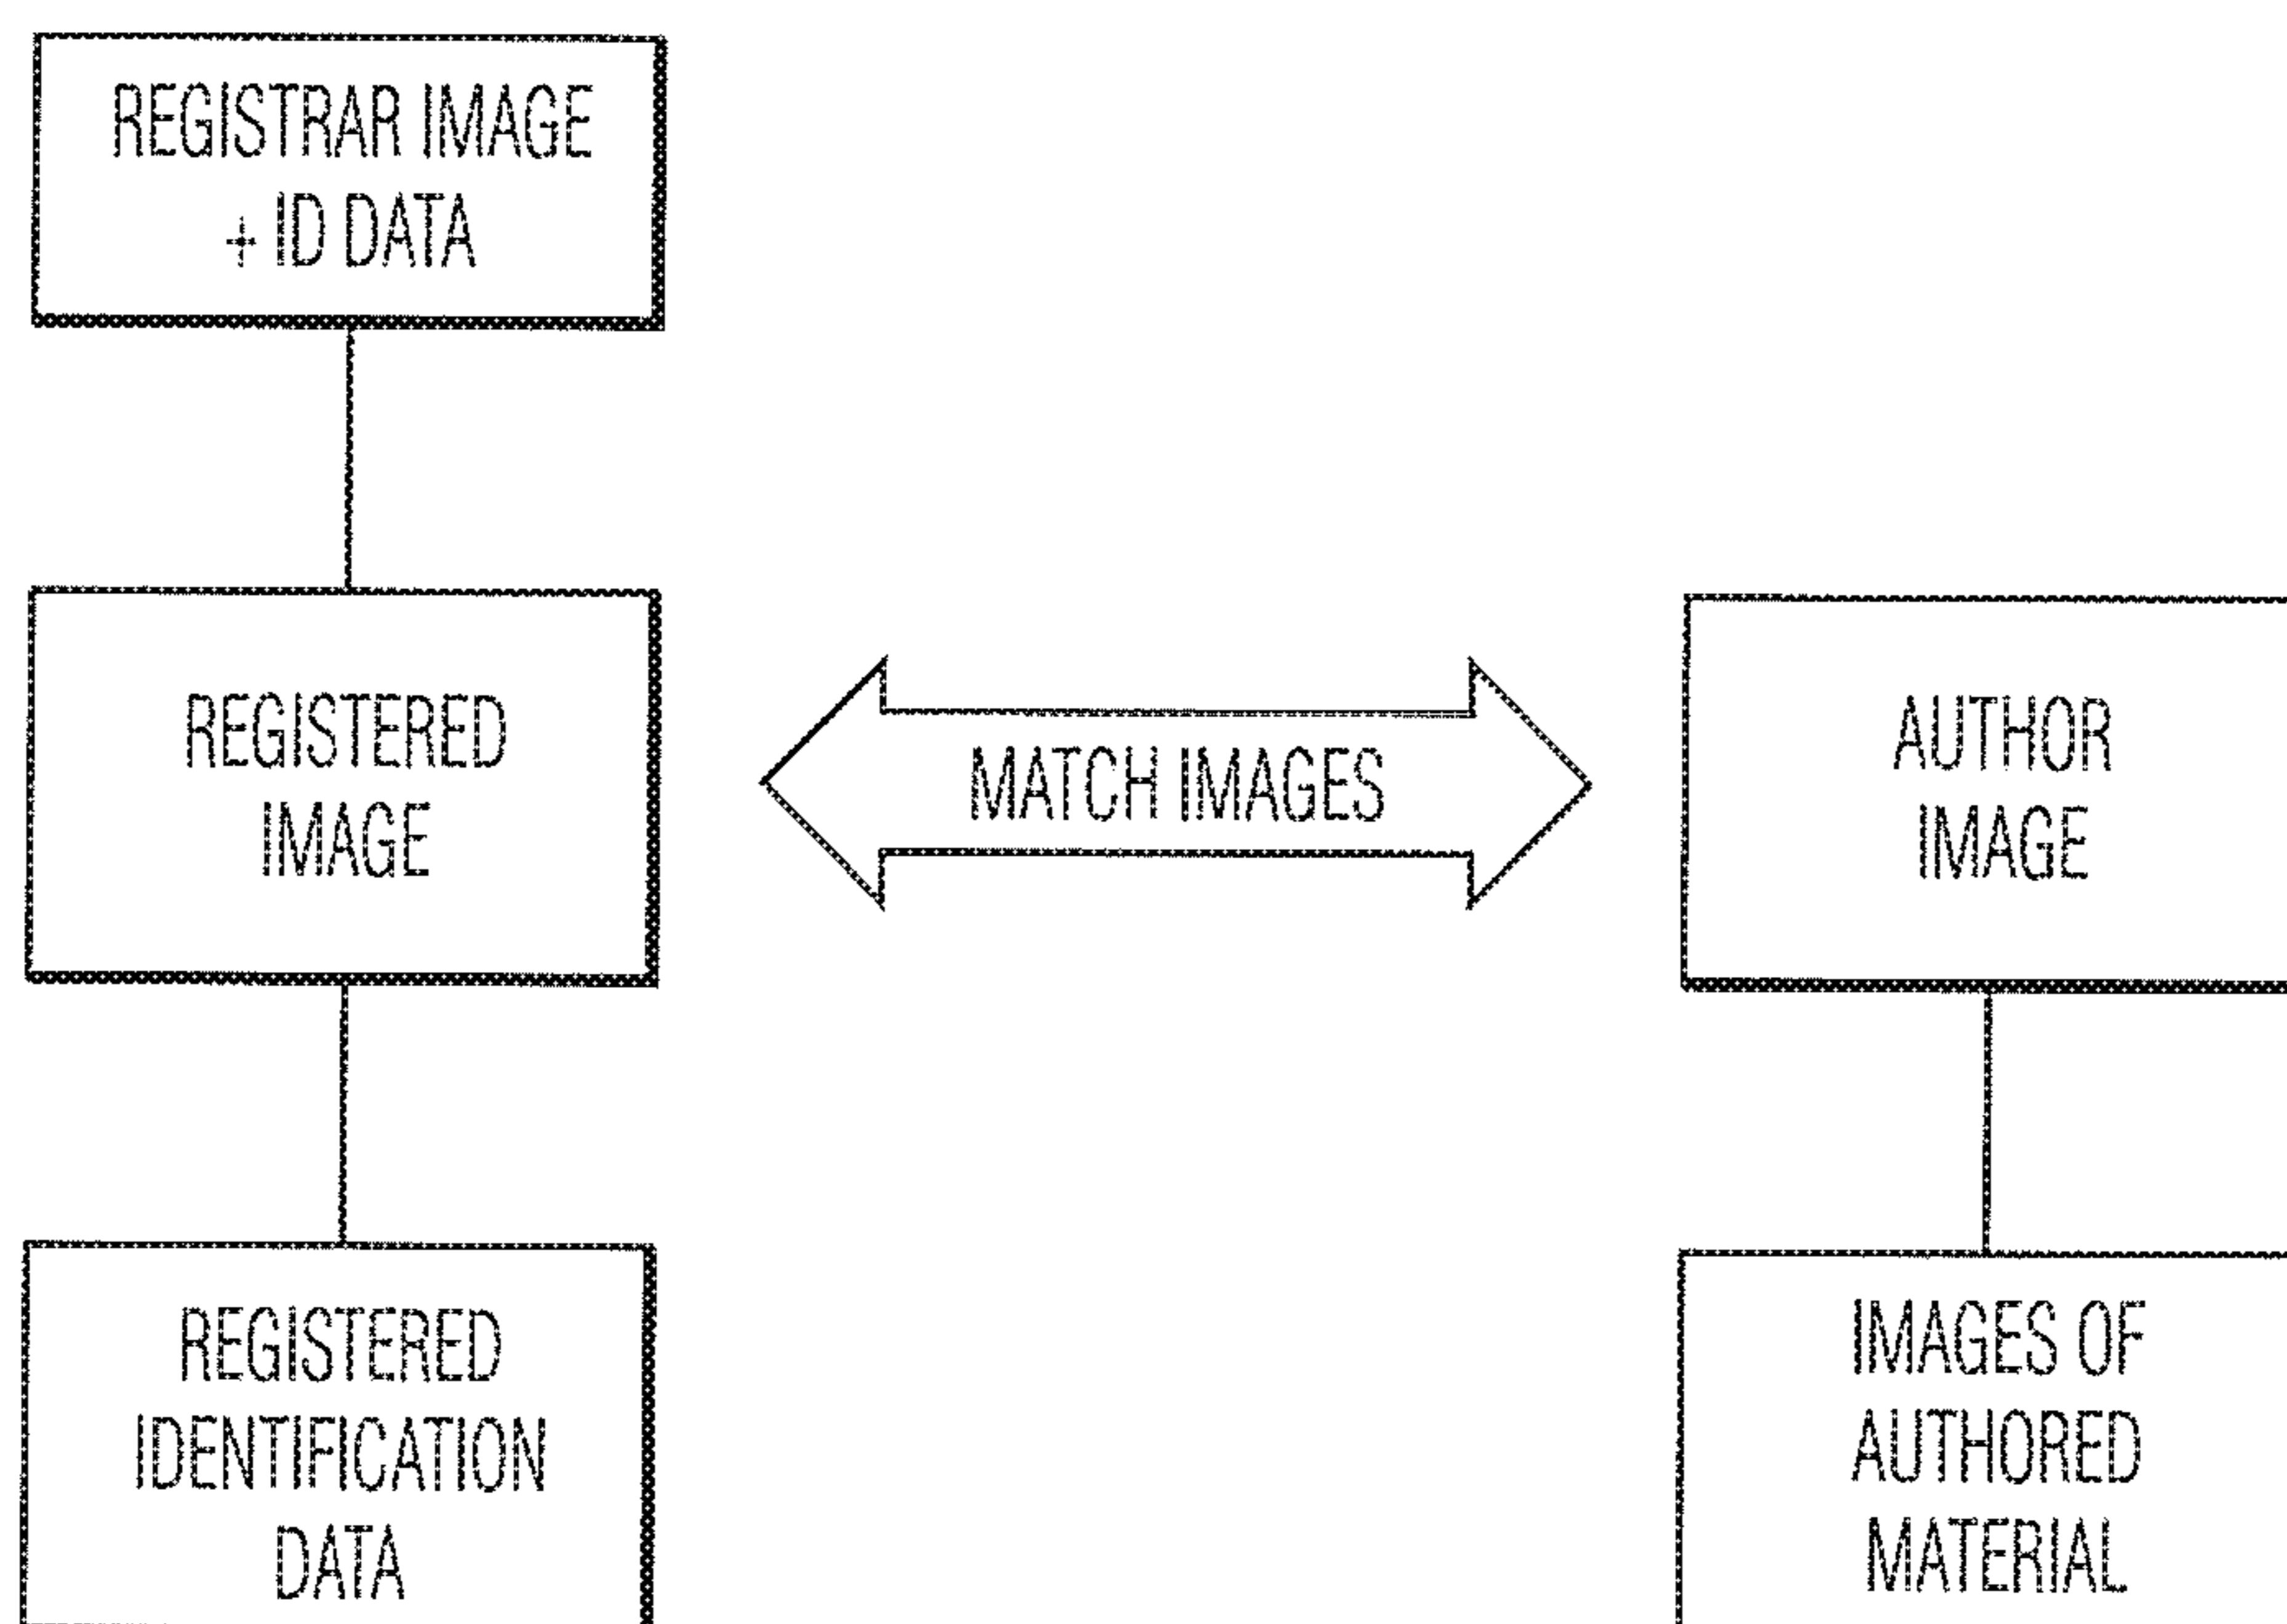 REGISTRAR IMAGE
+ ID DATA
REGISTERED
IMAGE
MATCH IMAGES
AUTHOR
IMAGE
REGISTERED
IDENTIFICATION
DATA
IMAGES OF
AUTHORED
MATERIAL